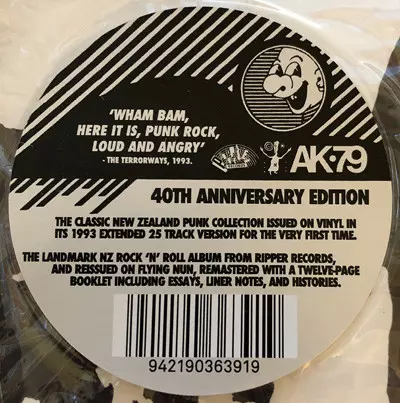 'WHAM BAM,
HERE IT IS, PUNK ROCK,
LOUD AND ANGRY'
- THE TERRORWAYS, 1993.
AK•79
40TH ANNIVERSARY EDITION
THE CLASSIC NEW ZEALAND PUNK COLLECTION ISSUED ON VINYL IN
ITS 1993 EXTENDED 25 TRACK VERSION FOR THE VERY FIRST TIME.
THE LANDMARK NZ ROCK 'N' ROLL ALBUM FROM RIPPER RECORDS,
AND REISSUED ON FLYING NUN, REMASTERED WITH A TWELVE-PAGE
BOOKLET INCLUDING ESSAYS, LINER NOTES, AND HISTORIES.
942190363919